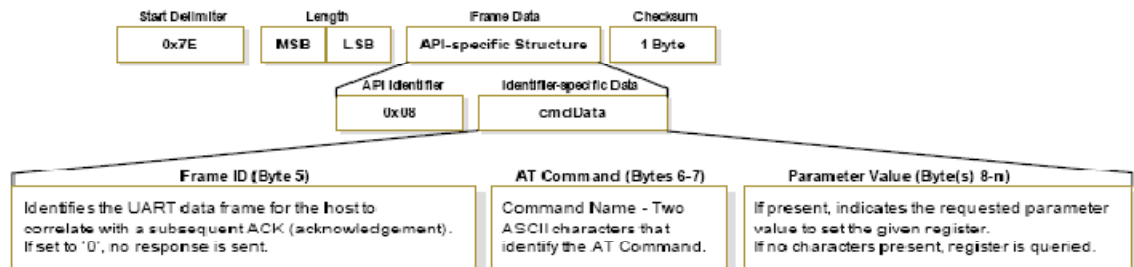 Start Delimiter Length Frame Data Checksum
0x7E MSB LSB API-specific Structure 1 Byte
API Identifier Identifier-specific Data
0x08 cmdData
Frame ID (Byte 5)
Identifies the UART data frame for the host to
correlate with a subsequent ACK (acknowledgement).
If set to '0', no response is sent.
AT Command (Bytes 6-7)
Command Name - Two
ASCII characters that
identify the AT Command.
Parameter Value (Byte(s) 8-n)
If present, indicates the requested parameter
value to set the given register.
If no characters present, register is queried.